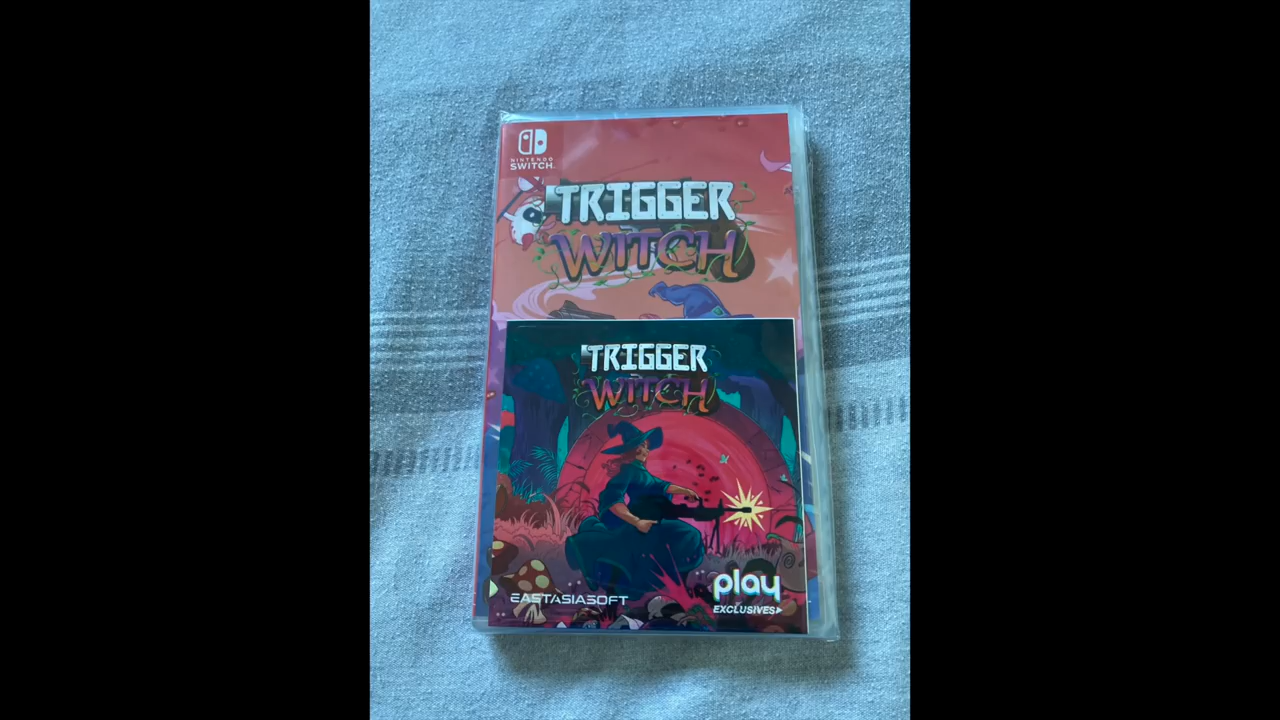 NINTENDO
SWITCH
TRIGGER
WITCH
TRIGGER
WITCH
EASTASIASOFT
play
EXCLUSIVES